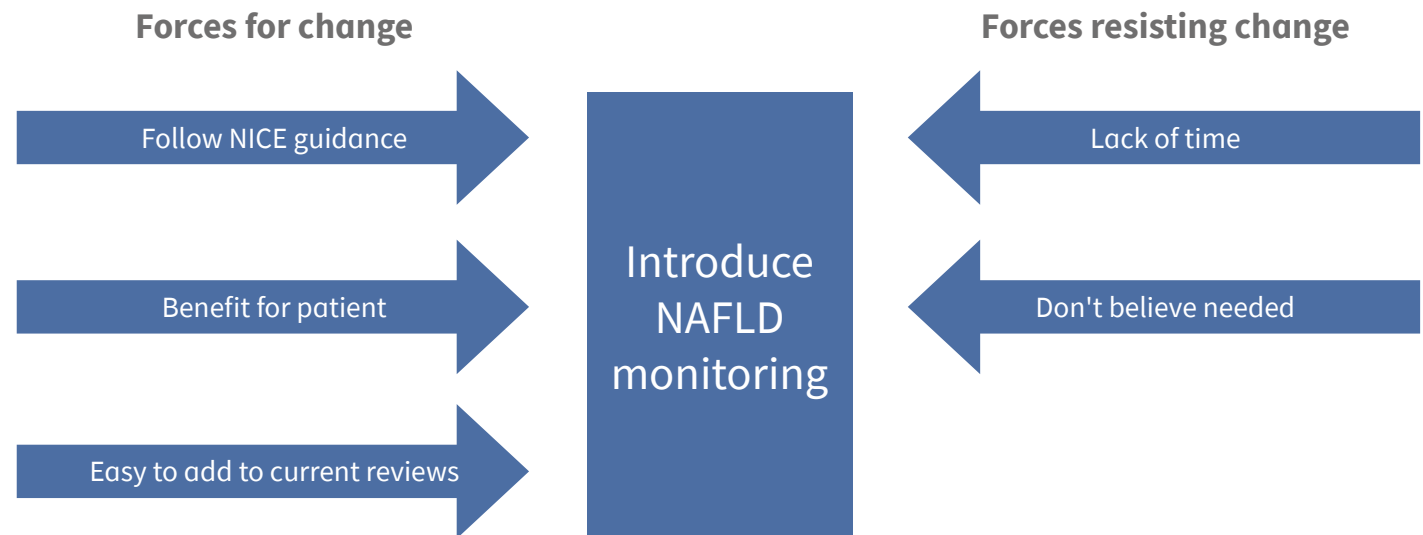 Forces for change
Forces resisting change
Follow NICE guidance
Lack of time
Introduce
NAFLD
monitoring
Benefit for patient
Don't believe needed
Easy to add to current reviews